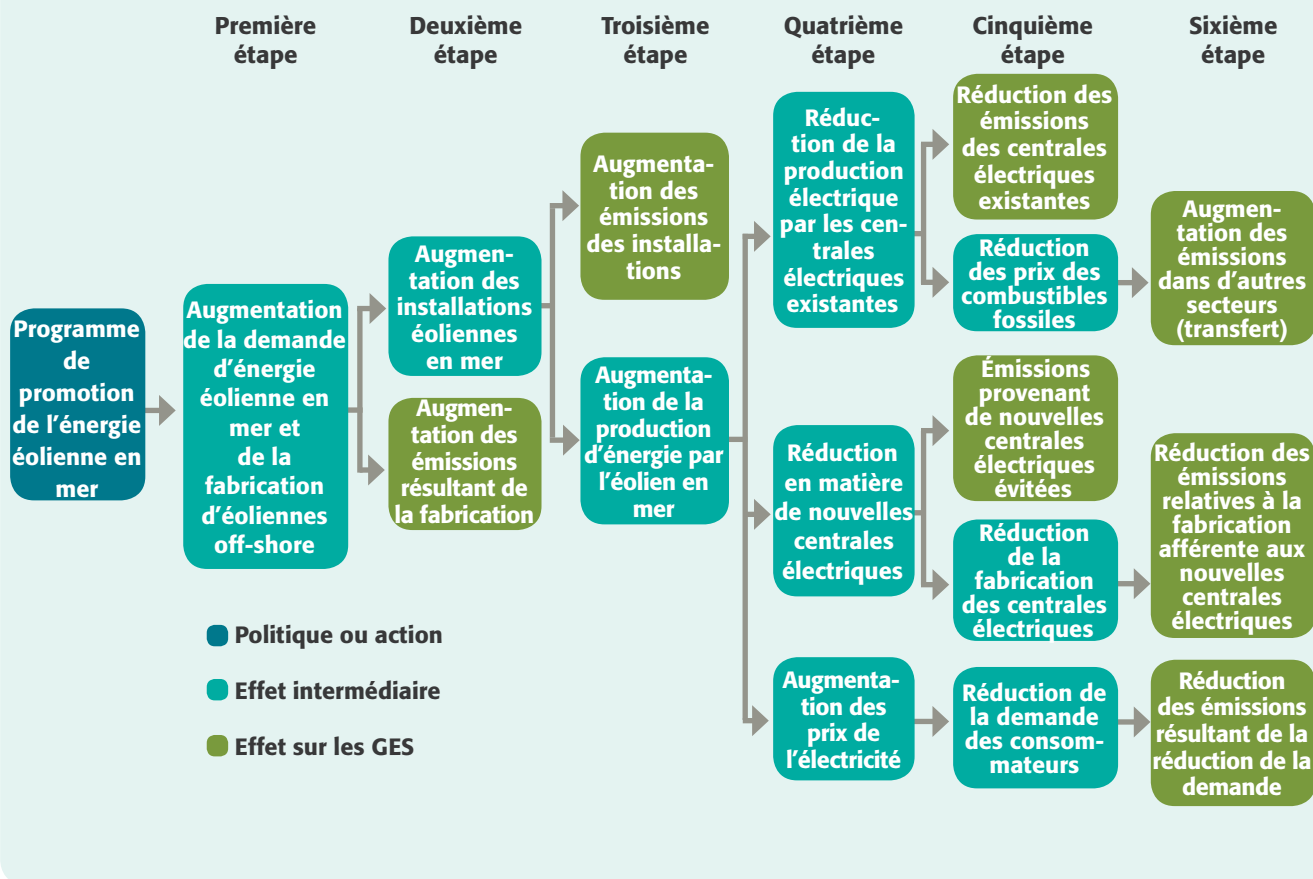 Première
étape
Deuxième
étape
Troisième
étape
Quatrième
étape
Cinquième
étape
Sixième
étape
Programme
de
promotion
de l'énergie
éolienne en
mer
Augmentation
de la demande
d'énergie
éolienne en
mer et
de la
fabrication
d'éoliennes
off-shore
Augmen-
tation des
installations
éoliennes
en mer
Augmen-
tation des
émissions
résultant de
la fabrication
Augmenta-
tion des
émissions
des installa-
tions
Augmenta-
tion de la
production
d'énergie par
l'éolien en
mer
Réduc-
tion de la
production
électrique
par les cen-
trales
électriques
existantes
Réduction
en matière
de nouvelles
centrales
électriques
Augmenta-
tion des
prix de
l'électricité
Réduction des
émissions
des centrales
électriques
existantes
Réduction
des prix des
combustibles
fossiles
Émissions
provenant
de nouvelles
centrales
électriques
évitées
Réduction
de la
fabrication
des centrales
électriques
Réduction de
la demande
des consom-
mateurs
Augmen-
tation des
émissions
dans d'autres
secteurs
(transfert)
Réduction des
émissions
relatives à la
fabrication
afférente aux
nouvelles
centrales
électriques
Réduction
des émissions
résultant de la
réduction de la
demande
Politique ou action
Effet intermédiaire
Effet sur les GES